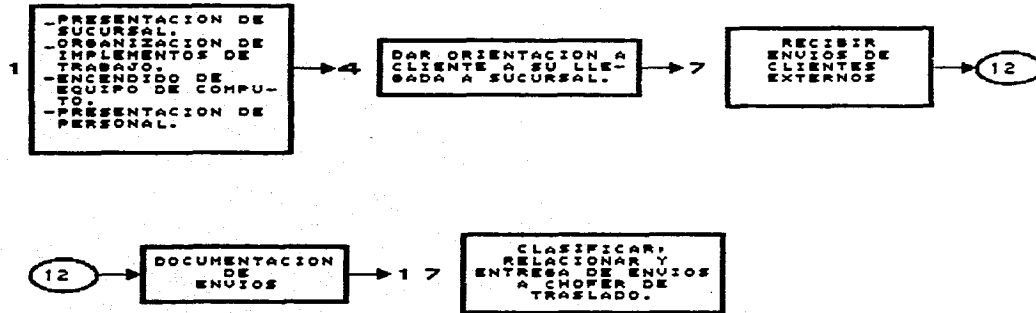 1
-PRESENTACION DE
SUCURSAL.
-ORGANIZACION DE
IMPLEMENTOS DE
TRABAJO.
-ENCENDIDO DE
EQUIPO DE COMPU-
TO.
-PRESENTACION DE
PERSONAL.
4
DAR ORIENTACION A
CLIENTE A SU LLE-
GADA A SUCURSAL.
7
RECIBIR
ENVIOS DE
CLIENTES
EXTERNOS
12
12
DOCUMENTACION
DE
ENVIOS
17
CLASIFICAR,
RELACIONAR Y
ENTREGA DE ENVIOS
A CHOFER DE
TRASLADO.